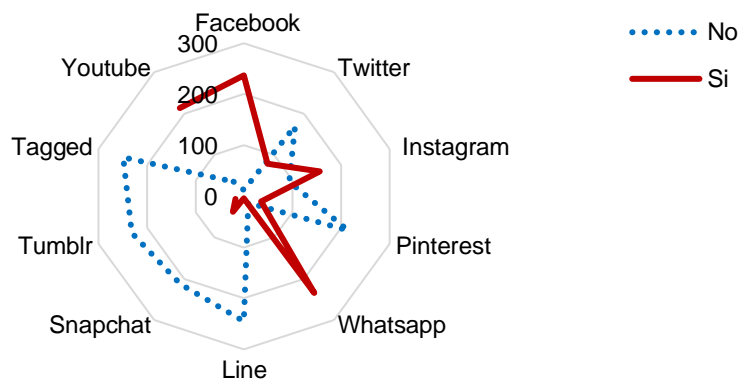 Facebook
300
No
Youtube
Twitter
Si
200
Tagged
100
Instagram
0
Tumblr
Pinterest
Snapchat
Whatsapp
Line